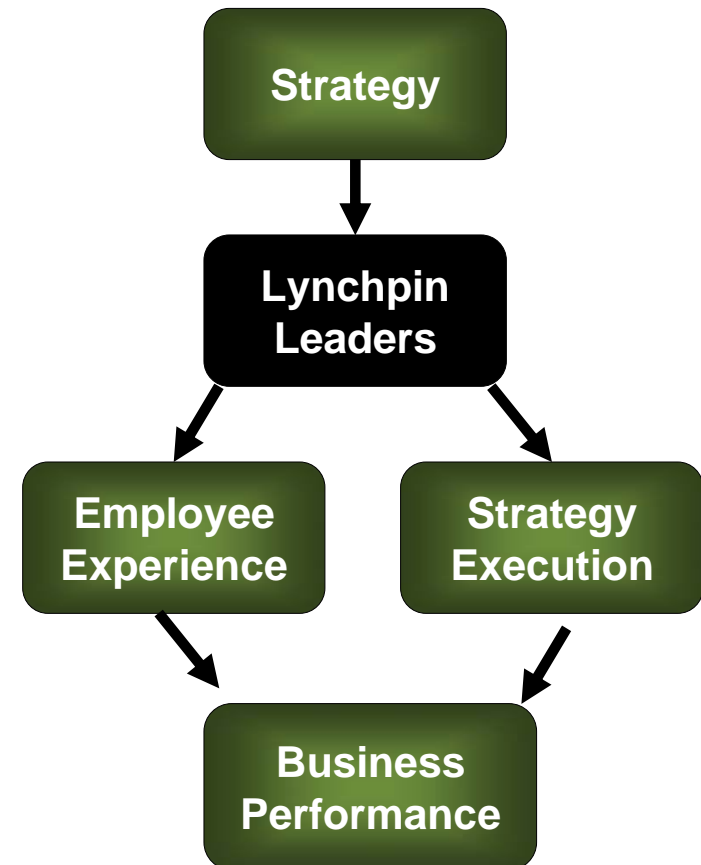 Strategy
Lynchpin
Leaders
Employee
Experience
Strategy
Execution
Business
Performance